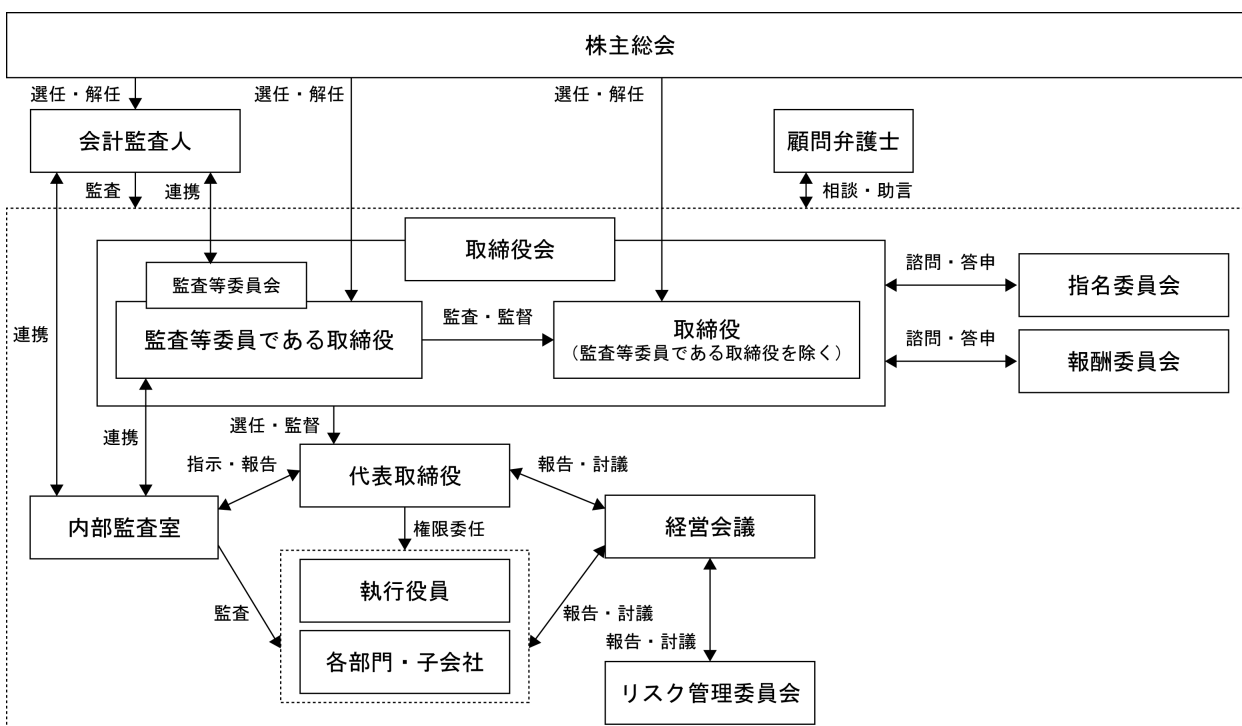 株主総会
選任・解任
選任・解任
選任・解任
会計監査人
顧問弁護士
監査
連携
相談・助言
取締役会
監査等委員会
諮問・答申
指名委員会
監査等委員である取締役
監査・監督
取締役
（監査等委員である取締役を除く）
諮問・答申
報酬委員会
連携
連携
選任・監督
指示・報告
代表取締役
報告・討議
内部監査室
権限委任
経営会議
執行役員
監査
報告・討議
報告・討議
各部門・子会社
リスク管理委員会